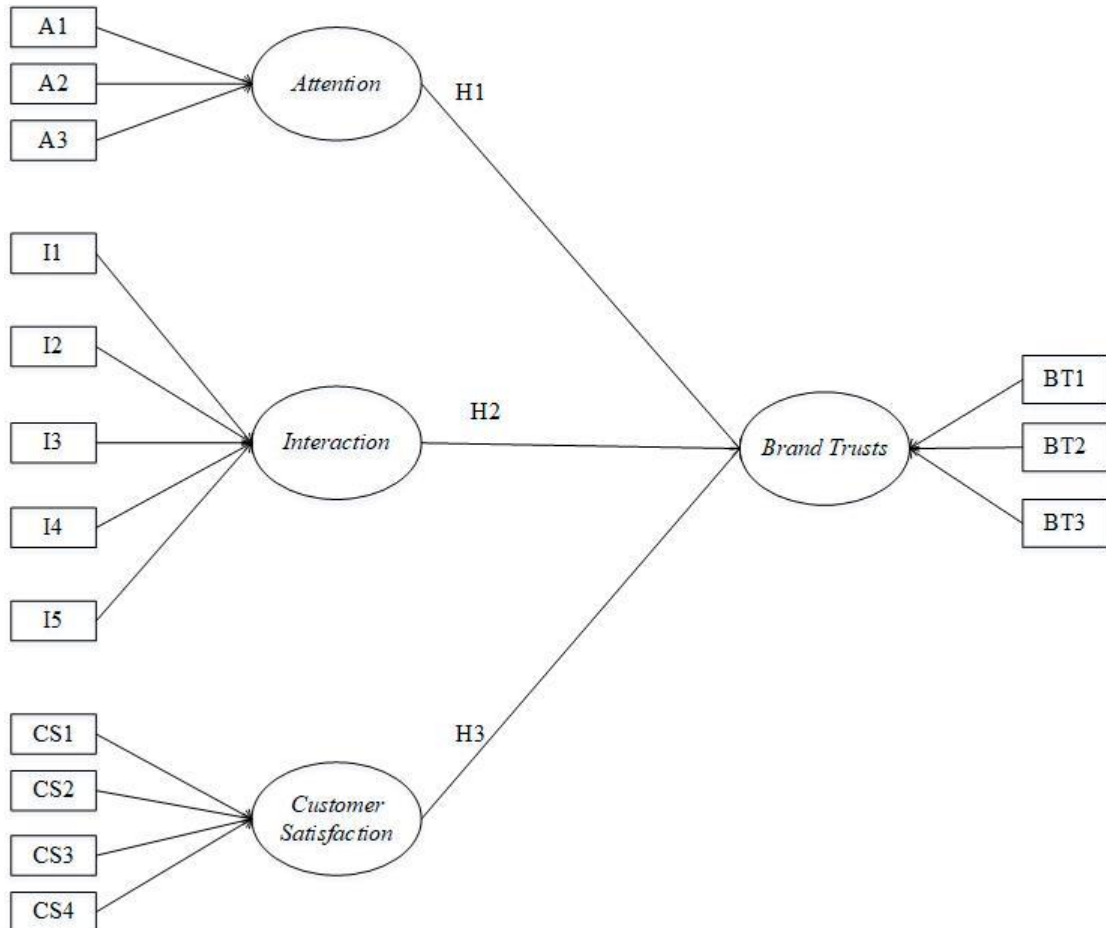 A1
A2
A3
Attention
H1
I1
I2
I3
I4
I5
Interaction
H2
Brand Trusts
BT1
BT2
BT3
CS1
CS2
CS3
CS4
Customer
Satisfaction
H3